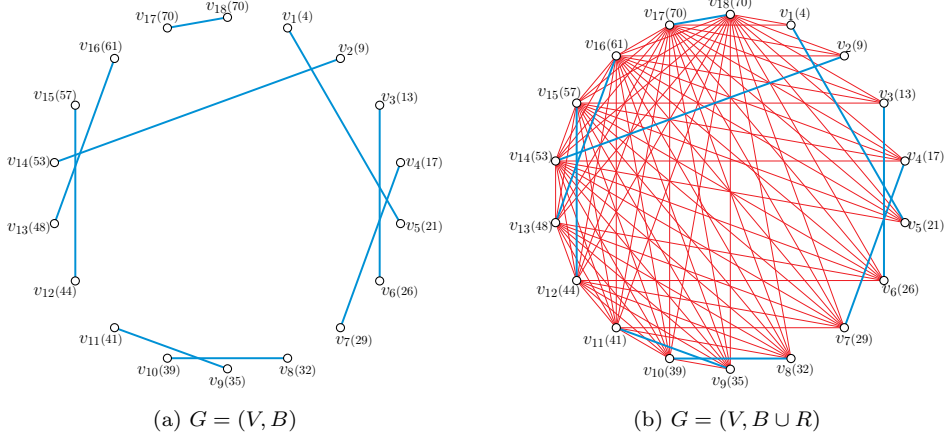 v18(70)
v17(70)
v1(4)
v16(61)
v2(9)
v15(57)
v3(13)
v14(53)
v4(17)
v13(48)
v5(21)
v12(44)
v6(26)
v11(41)
v7(29)
v10(39)
v8(32)
v9(35)
(a) G = (V, B)
v18(70)
v17(70)
v1(4)
v16(61)
v2(9)
v15(57)
v3(13)
v14(53)
v4(17)
v13(48)
v5(21)
v12(44)
v6(26)
v11(41)
v7(29)
v10(39)
v8(32)
v9(35)
(b) G = (V, B ∪ R)